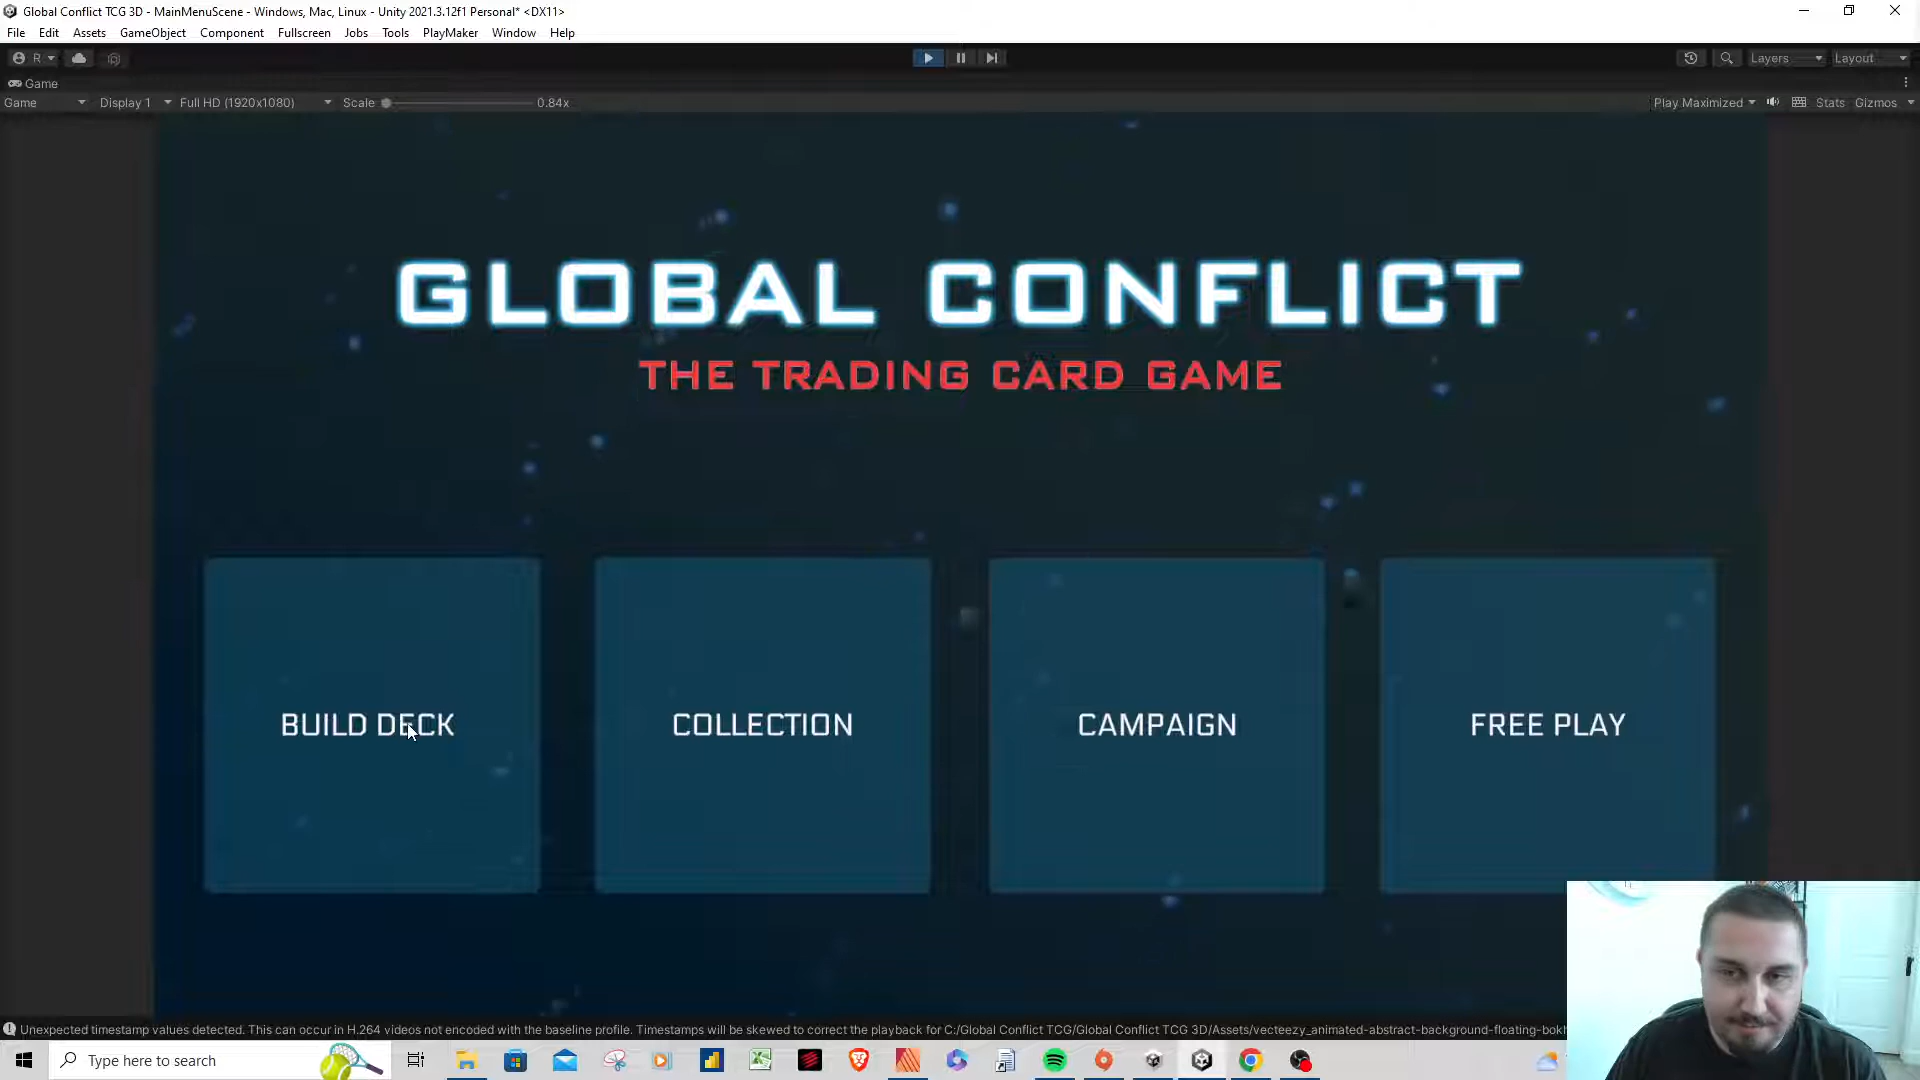 Global Conflict TCG 3D - MainMenuScene - Windows, Mac, Linux - Unity 2021.3.12f1 Personal* <DX11>
File Edit Assets GameObject Component Fullscreen Jobs Tools PlayMaker Window Help
R Layers Layout
Game
Game Display 1 Full HD (1920x1080) Scale 0.84x Play Maximized Stats Gizmos
GLOBAL CONFLICT
THE TRADING CARD GAME
BUILD DECK COLLECTION CAMPAIGN FREE PLAY
Unexpected timestamp values detected. This can occur in H.264 videos not encoded with the baseline profile. Timestamps will be skewed to correct the playback for C:/Global Conflict TCG/Global Conflict TCG 3D/Assets/vecteezy_animated-abstract-background-floating-bok
Type here to search